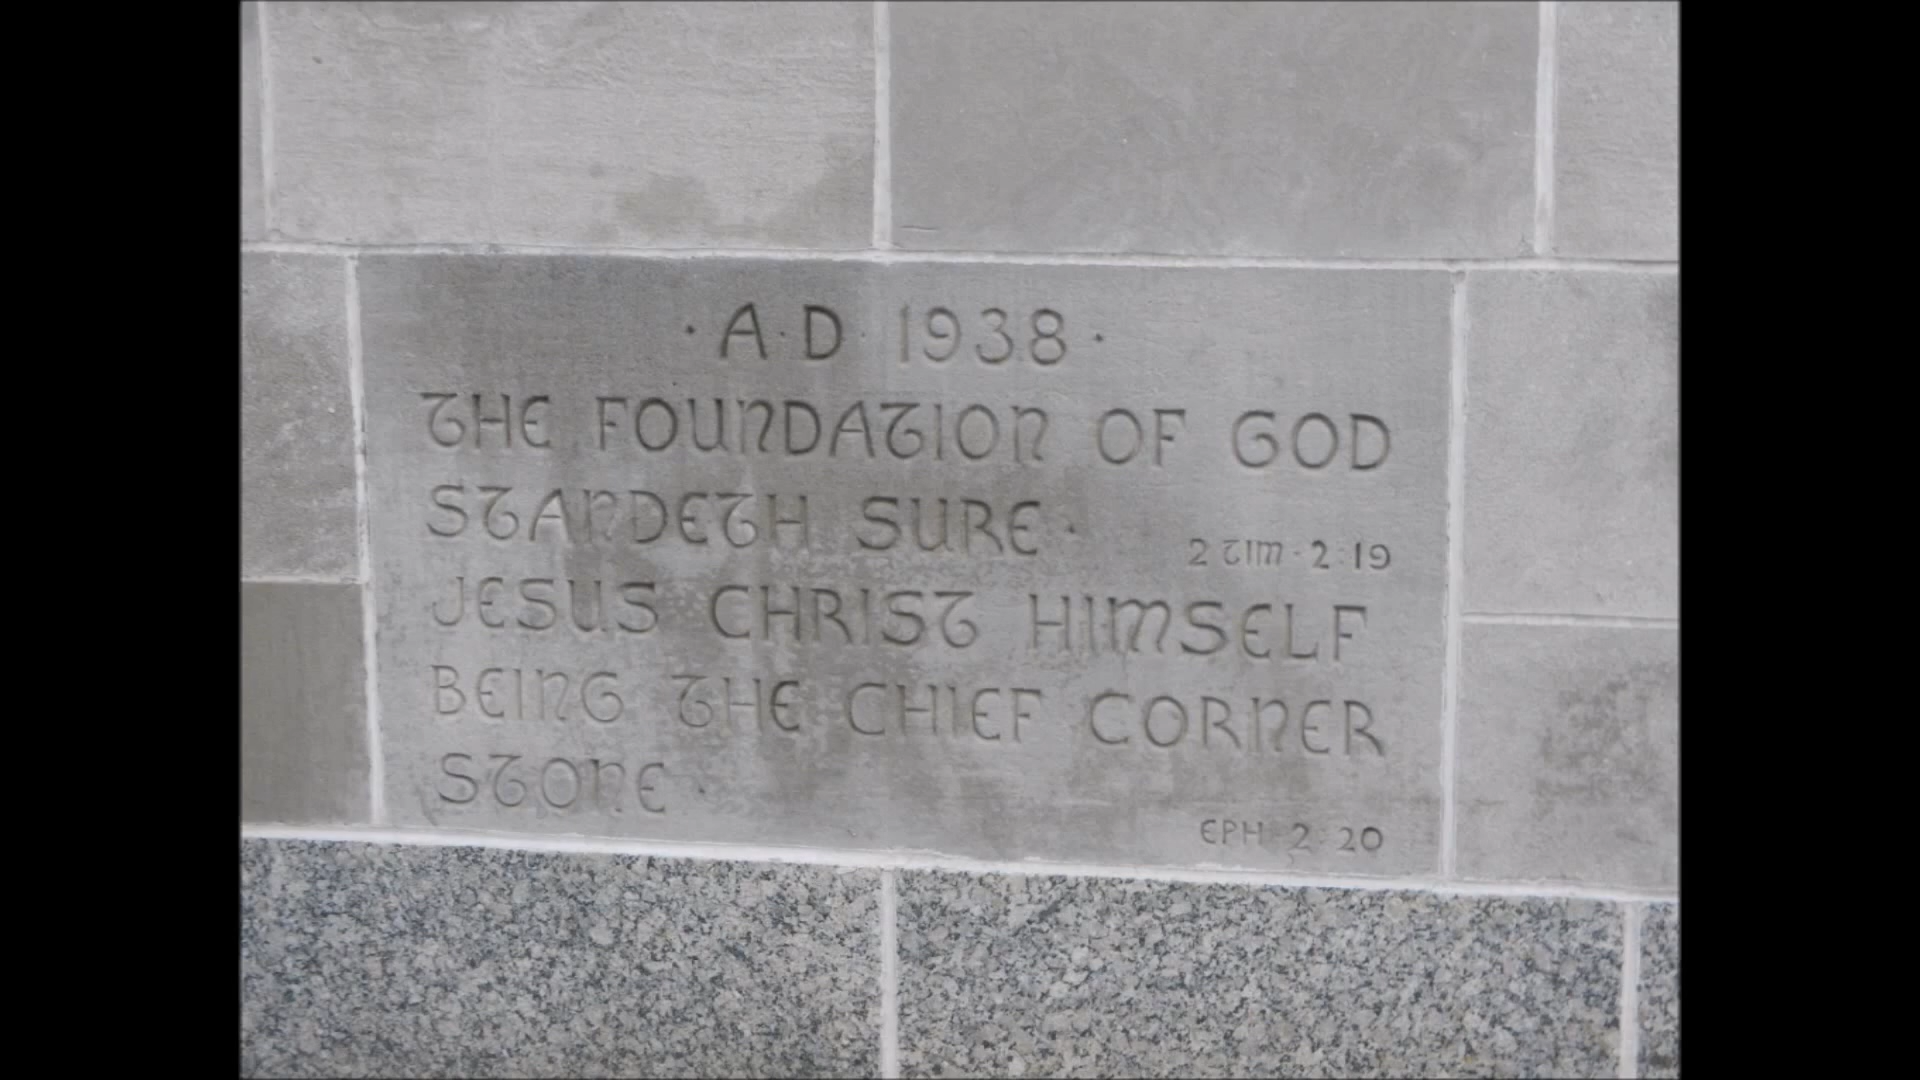 · A · D · 1938 ·
THE FOUNDATION OF GOD
STANDETH SURE ·
2 TIM · 2:19
JESUS CHRIST HIMSELF
BEING THE CHIEF CORNER
STONE ·
EPH 2:20